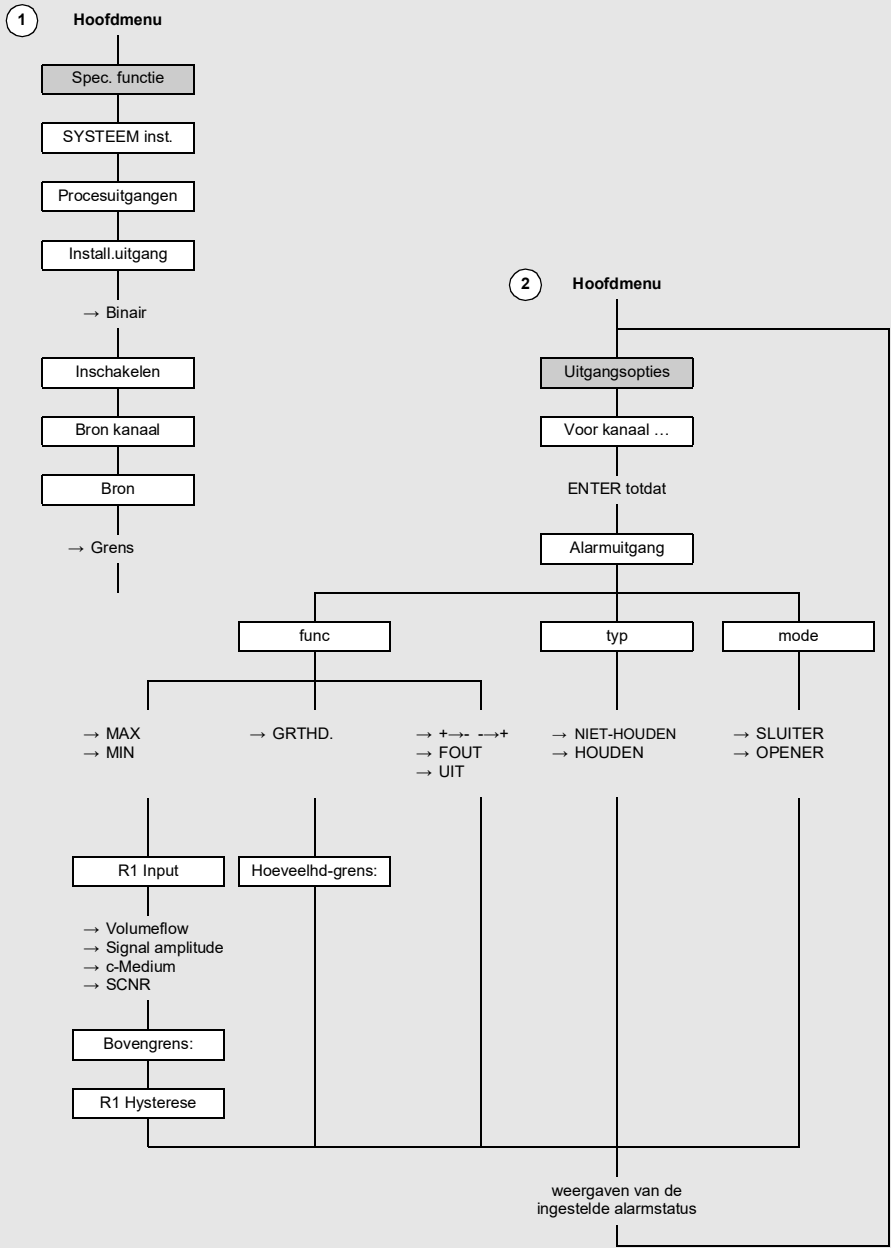 1 Hoofdmenu
Spec. functie
SYSTEEM inst.
Procesuitgangen
Install.uitgang
→ Binair
Inschakelen
Bron kanaal
Bron
→ Grens
2 Hoofdmenu
Uitgangsopties
Voor kanaal …
ENTER totdat
Alarmuitgang
func
typ
mode
→ MAX
→ MIN
→ GRTHD.
→ +→- -→+
→ FOUT
→ UIT
→ NIET-HOUDEN
→ HOUDEN
→ SLUITER
→ OPENER
R1 Input
Hoeveelhd-grens:
→ Volumeflow
→ Signal amplitude
→ c-Medium
→ SCNR
Bovengrens:
R1 Hysterese
weergaven van de
ingestelde alarmstatus